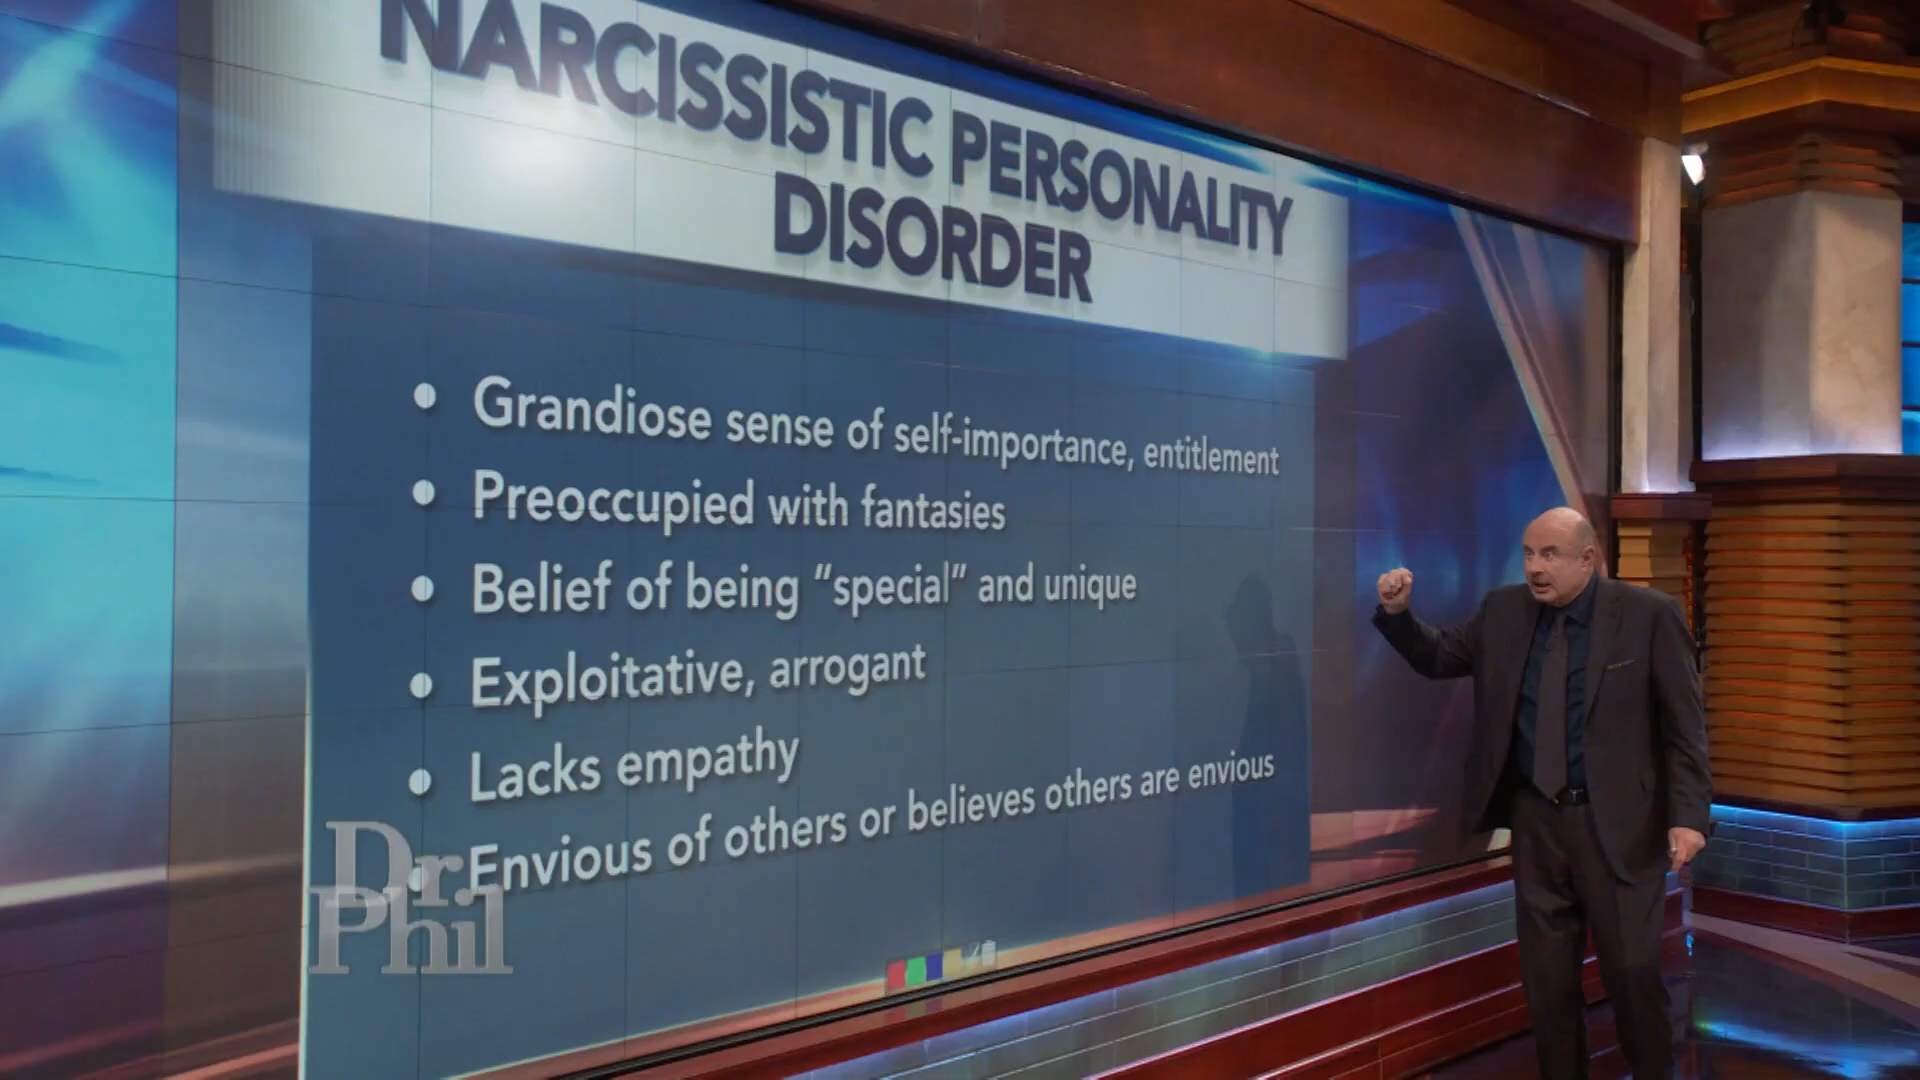 NARCISSISTIC PERSONALITY
DISORDER
• Grandiose sense of self-importance, entitlement
• Preoccupied with fantasies
• Belief of being “special” and unique
• Exploitative, arrogant
• Lacks empathy
• Envious of others or believes others are envious
Dr.
Phil